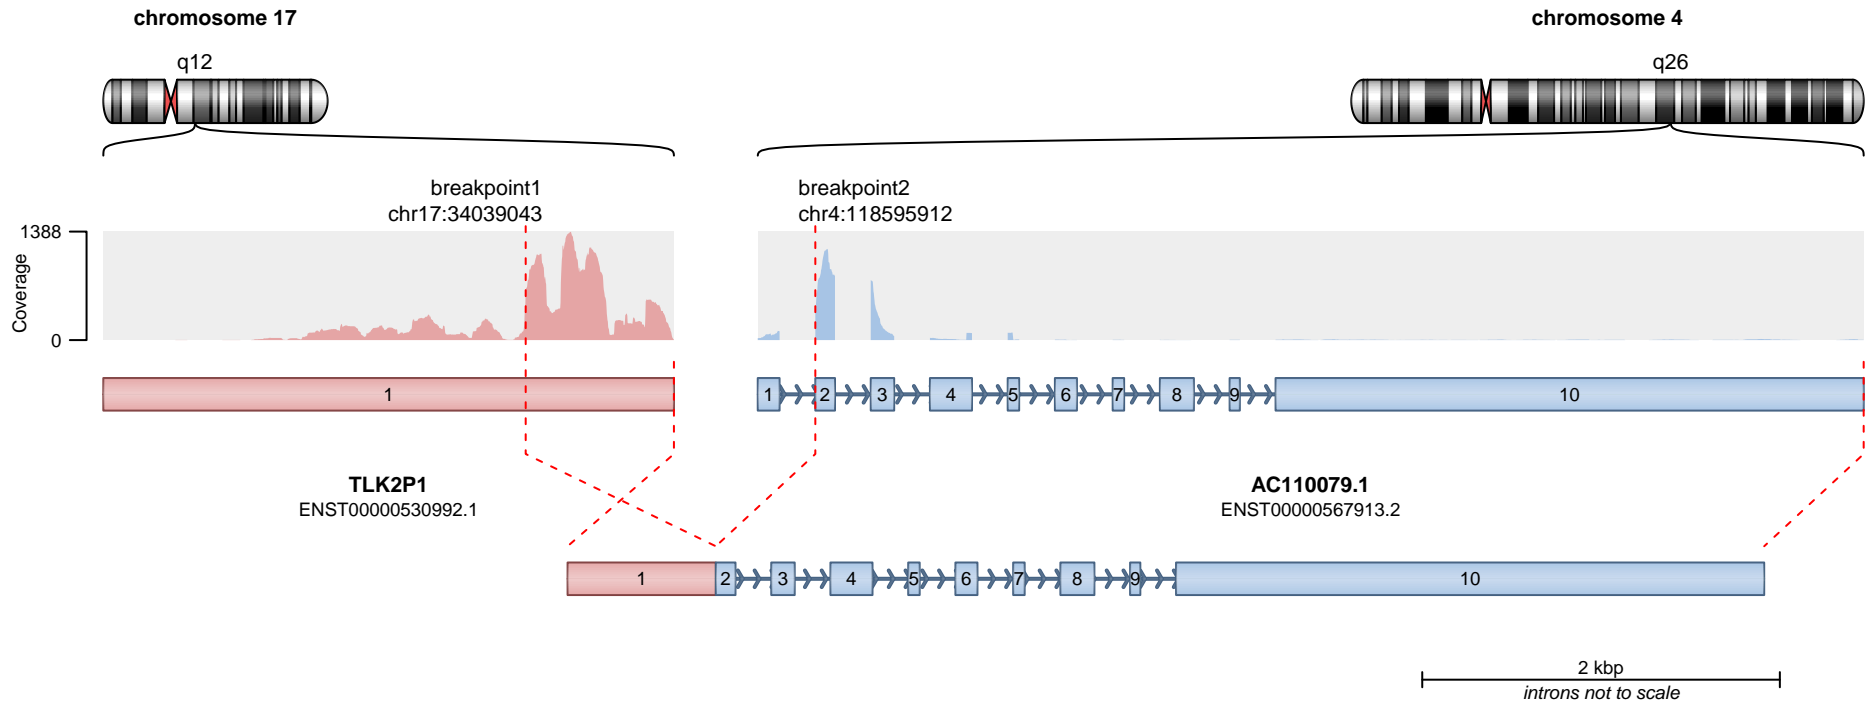 chromosome 17
chromosome 4
q12
q26
breakpoint1
chr17:34039043
breakpoint2
chr4:118595912
1388
Coverage
0
1
1 2 3 4 5 6 7 8 9 10
TLK2P1
ENST00000530992.1
AC110079.1
ENST00000567913.2
1 2 3 4 5 6 7 8 9 10
2 kbp
introns not to scale